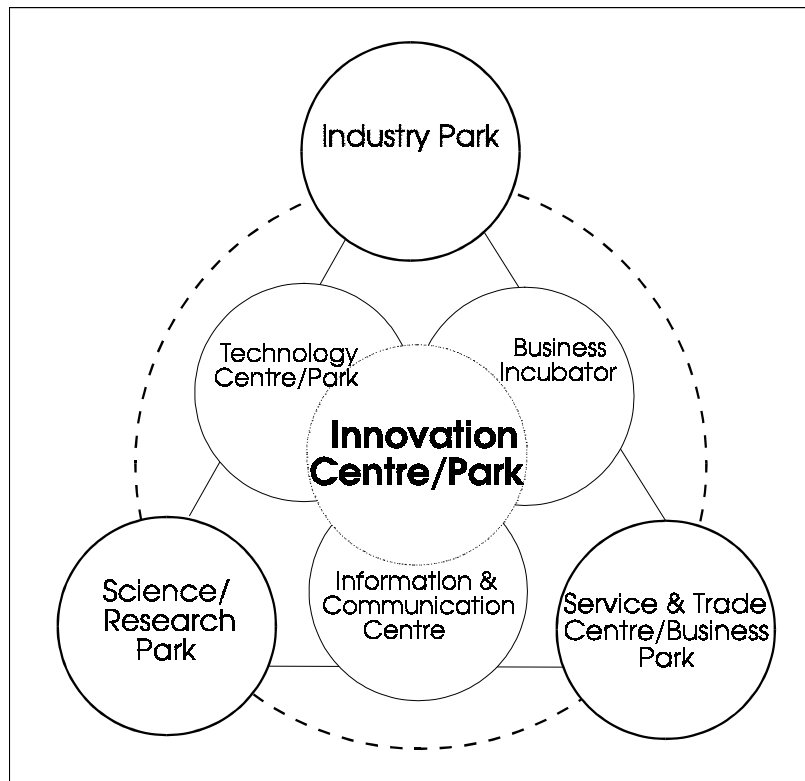 Industry Park
Technology
Centre/Park
Business
Incubator
Innovation
Centre/Park
Science/
Research
Park
Information &
Communication
Centre
Service & Trade
Centre/Business
Park